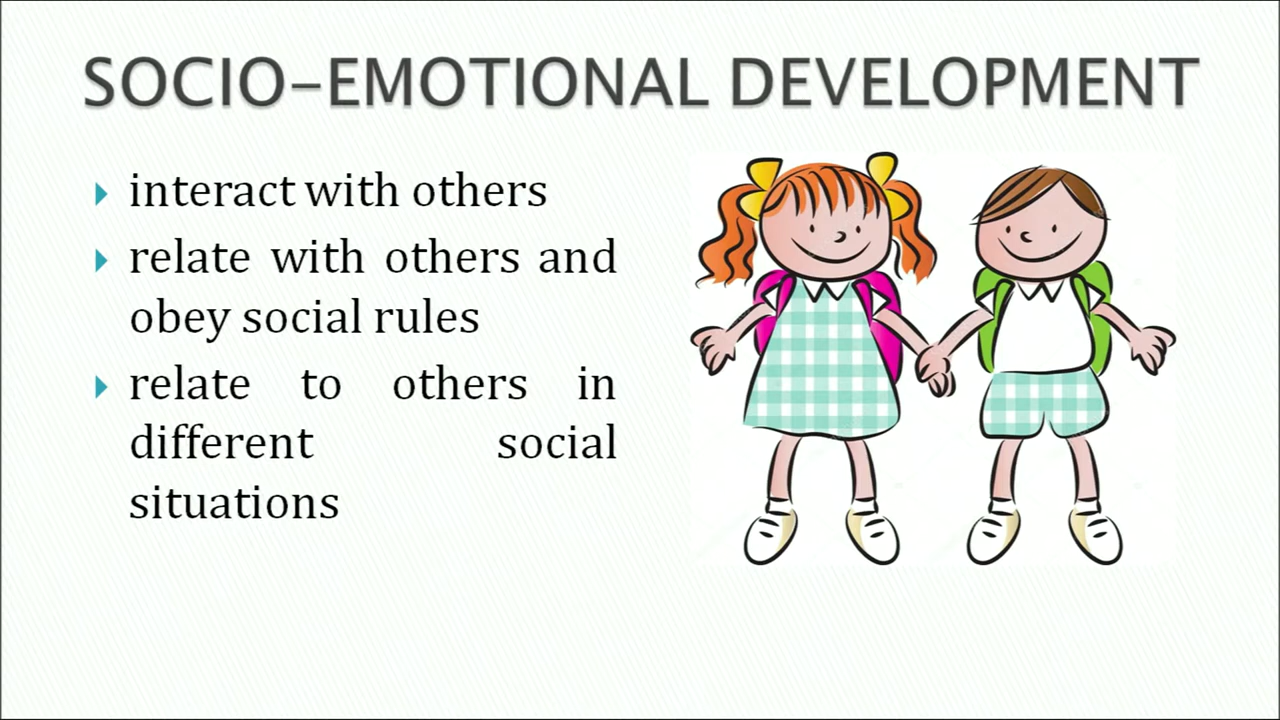 SOCIO-EMOTIONAL DEVELOPMENT
interact with others
relate with others and
obey social rules
relate to others in
different social
situations